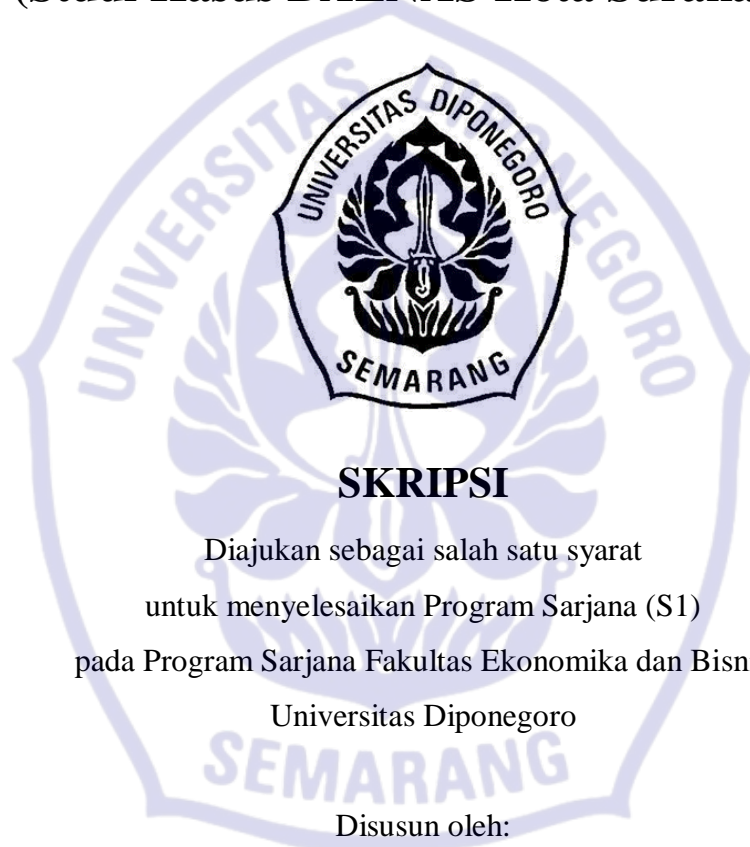 UNIVERSITAS DIPONEGORO
SEMARANG
SKRIPSI
Diajukan sebagai salah satu syarat
untuk menyelesaikan Program Sarjana (S1)
pada Program Sarjana Fakultas Ekonomika dan Bisn
Universitas Diponegoro
SEMARANG
Disusun oleh: